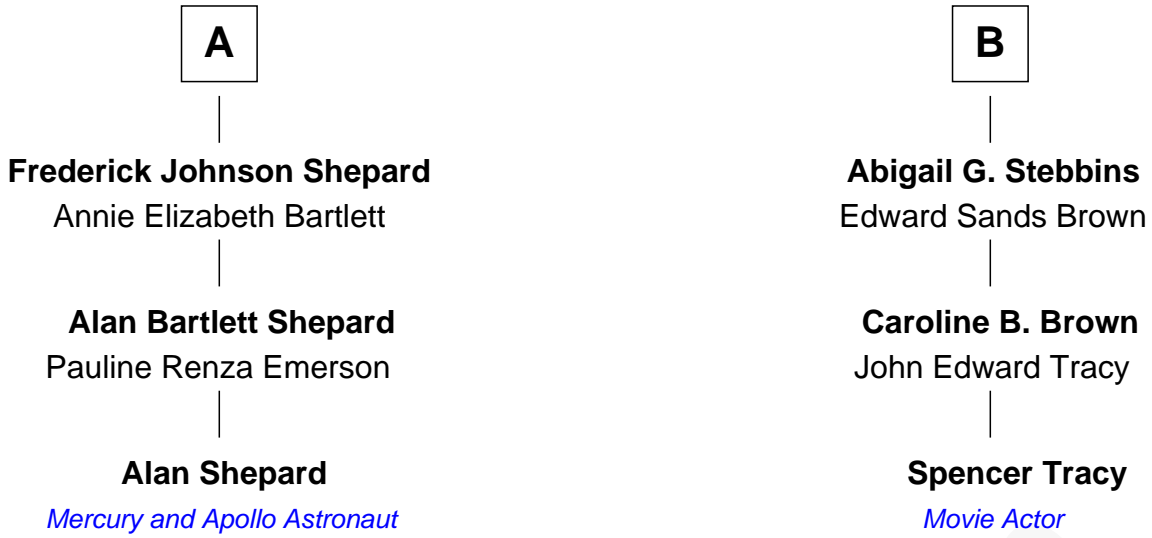 A
B
Frederick Johnson Shepard
Annie Elizabeth Bartlett
Abigail G. Stebbins
Edward Sands Brown
Alan Bartlett Shepard
Pauline Renza Emerson
Caroline B. Brown
John Edward Tracy
Alan Shepard
Mercury and Apollo Astronaut
Spencer Tracy
Movie Actor